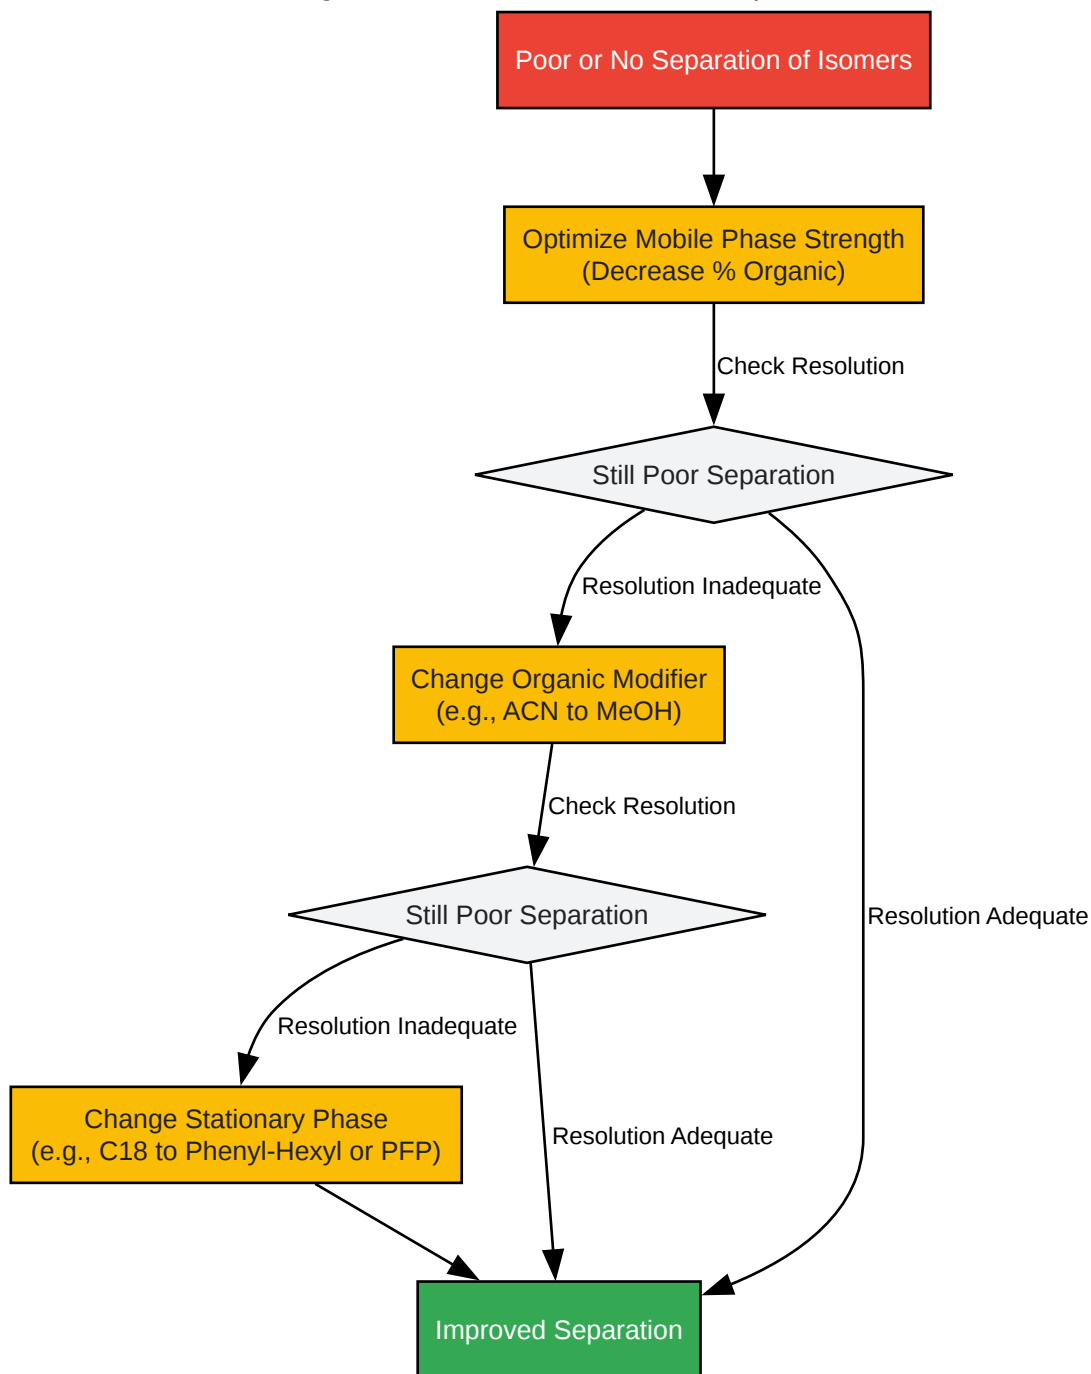 Poor or No Separation of Isomers
Optimize Mobile Phase Strength
(Decrease % Organic)
Check Resolution
Still Poor Separation
Resolution Inadequate
Change Organic Modifier
(e.g., ACN to MeOH)
Check Resolution
Still Poor Separation
Resolution Adequate
Resolution Inadequate
Change Stationary Phase
(e.g., C18 to Phenyl-Hexyl or PFP)
Resolution Adequate
Improved Separation